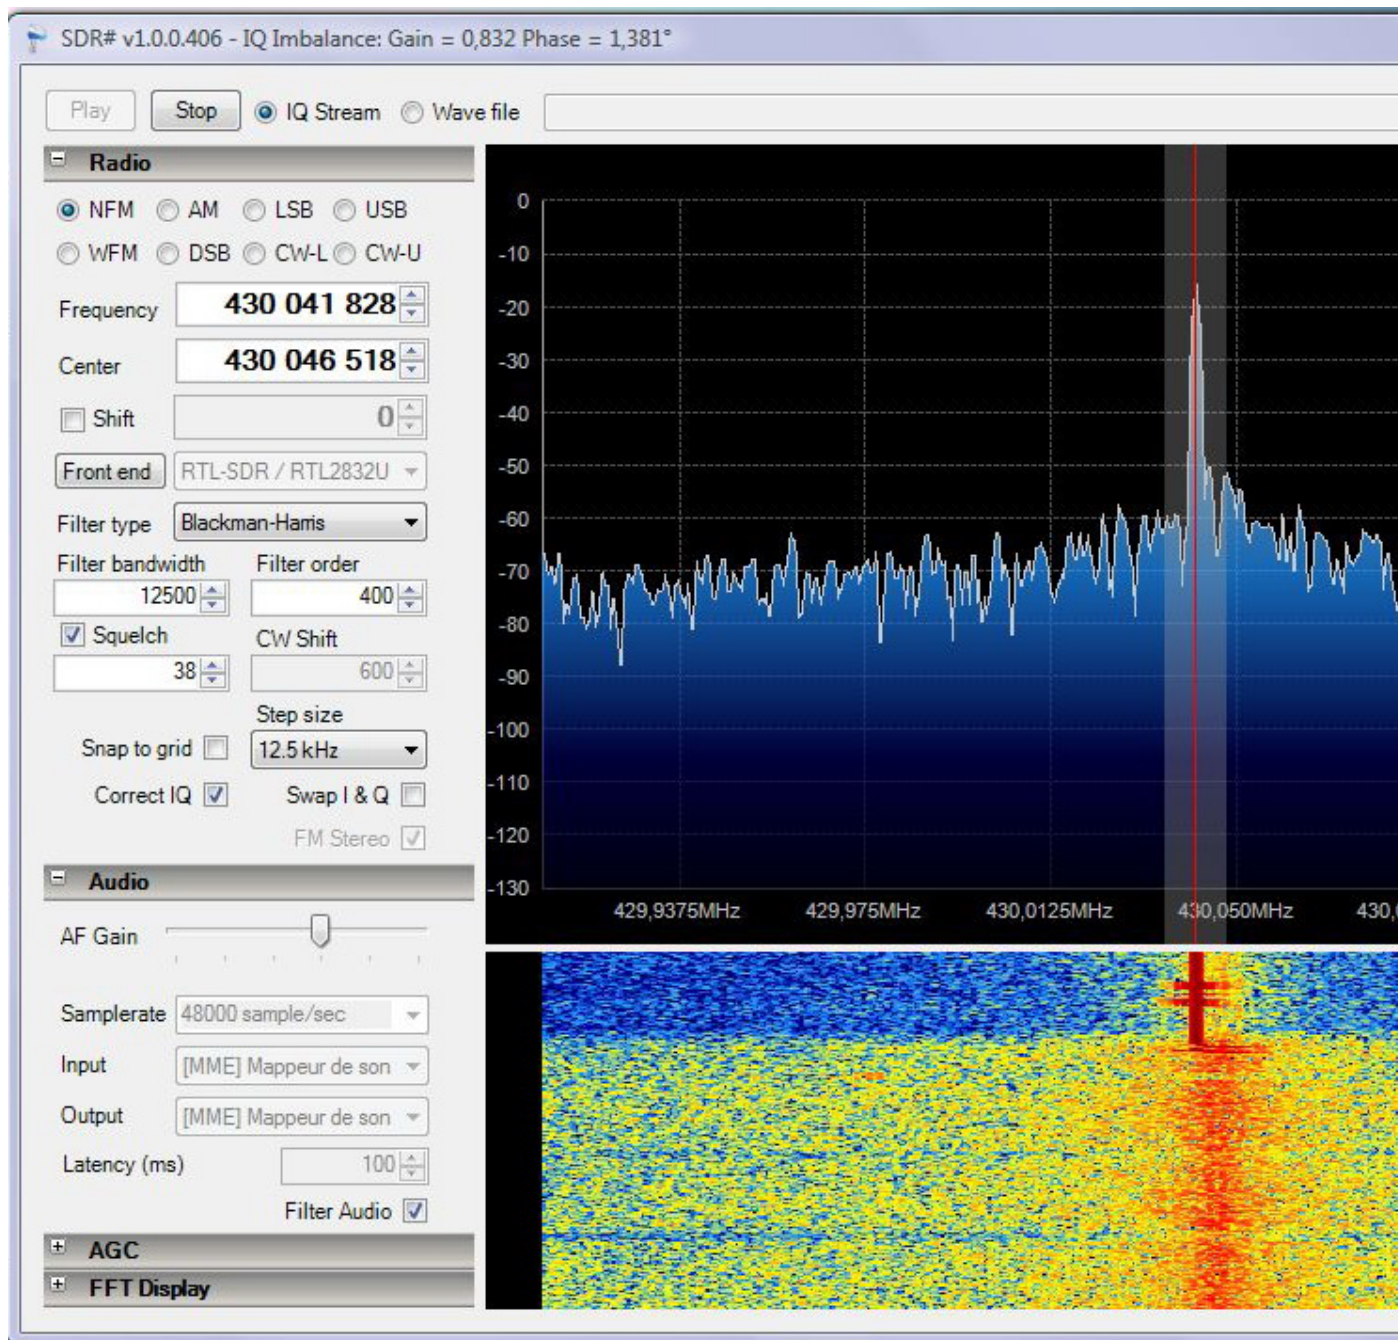 SDR# v1.0.0.406 - IQ Imbalance: Gain = 0,832 Phase = 1,381°
Play Stop IQ Stream Wave file
Radio
NFM AM LSB USB
WFM DSB CW-L CW-U
Frequency 430 041 828
Center 430 046 518
Shift 0
Front end RTL-SDR / RTL2832U
Filter type Blackman-Harris
Filter bandwidth Filter order
12500 400
Squelch CW Shift
38 600
Step size
Snap to grid 12.5 kHz
Correct IQ Swap I & Q
FM Stereo
Audio
AF Gain
Samplerate 48000 sample/sec
Input [MME] Mappeur de son
Output [MME] Mappeur de son
Latency (ms) 100
Filter Audio
AGC
FFT Display
0
-10
-20
-30
-40
-50
-60
-70
-80
-90
-100
-110
-120
-130
429,9375MHz 429,975MHz 430,0125MHz 430,050MHz 430,